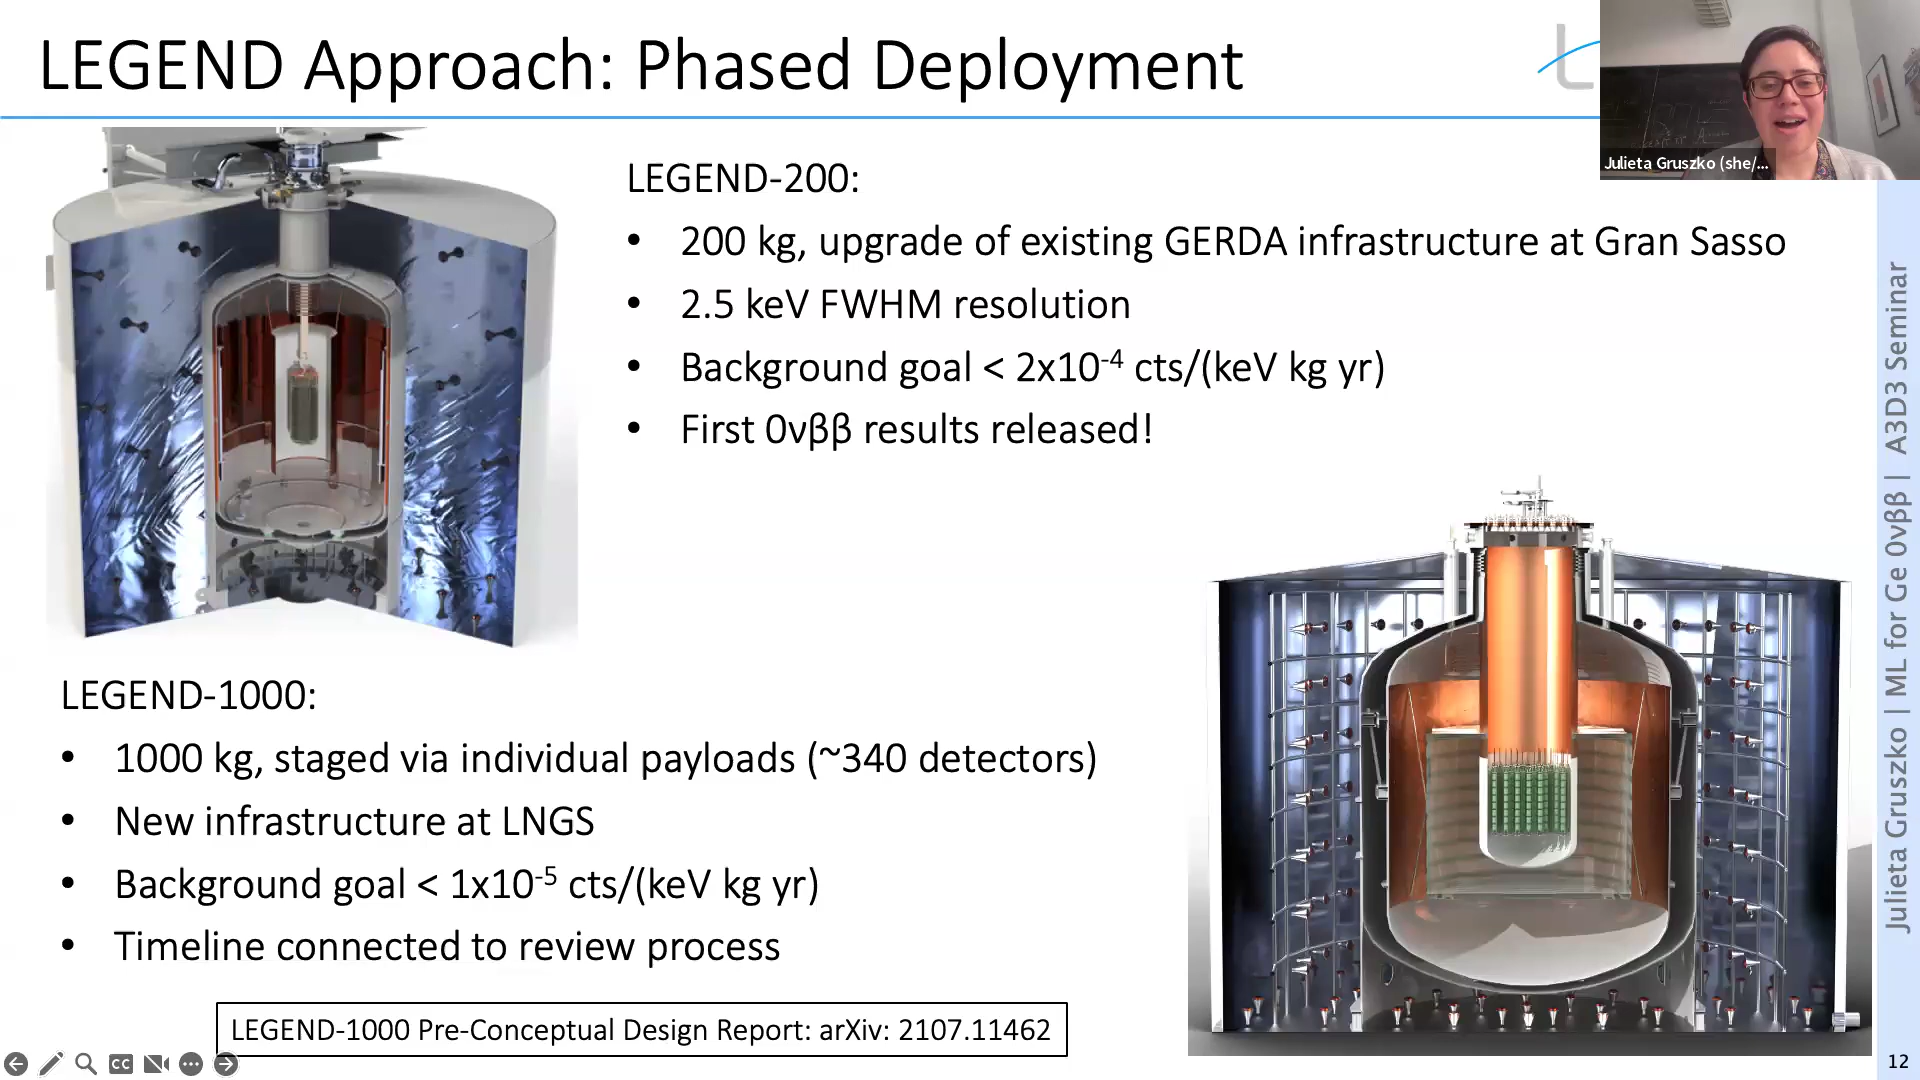 LEGEND Approach: Phased Deployment
L
Julieta Gruszko (she/...
LEGEND-200:
• 200 kg, upgrade of existing GERDA infrastructure at Gran Sasso
• 2.5 keV FWHM resolution
• Background goal < 2x10⁻⁴ cts/(keV kg yr)
• First 0νββ results released!
LEGEND-1000:
• 1000 kg, staged via individual payloads (~340 detectors)
• New infrastructure at LNGS
• Background goal < 1x10⁻⁵ cts/(keV kg yr)
• Timeline connected to review process
LEGEND-1000 Pre-Conceptual Design Report: arXiv: 2107.11462
Julieta Gruszko | ML for Ge 0νββ | A3D3 Seminar
12
CC